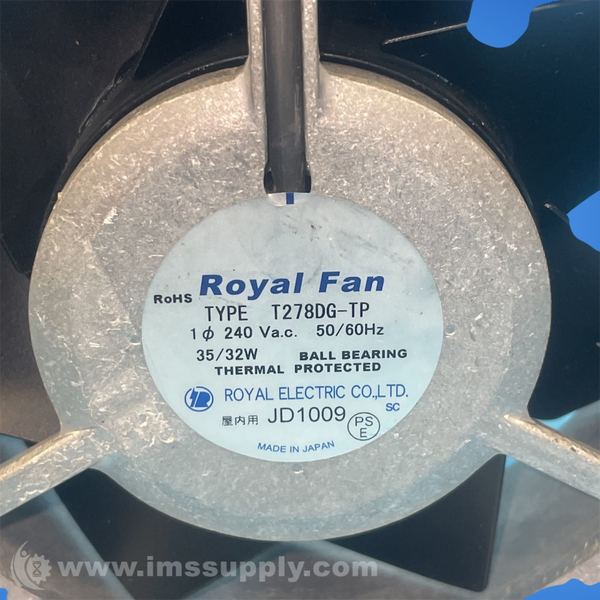 Royal Fan
RoHS
TYPE T278DG-TP
1φ 240 Va.c. 50/60Hz
35/32W BALL BEARING
THERMAL PROTECTED
ROYAL ELECTRIC CO.,LTD.
屋内用 JD1009 PS E SC
MADE IN JAPAN
www.imssupply.com